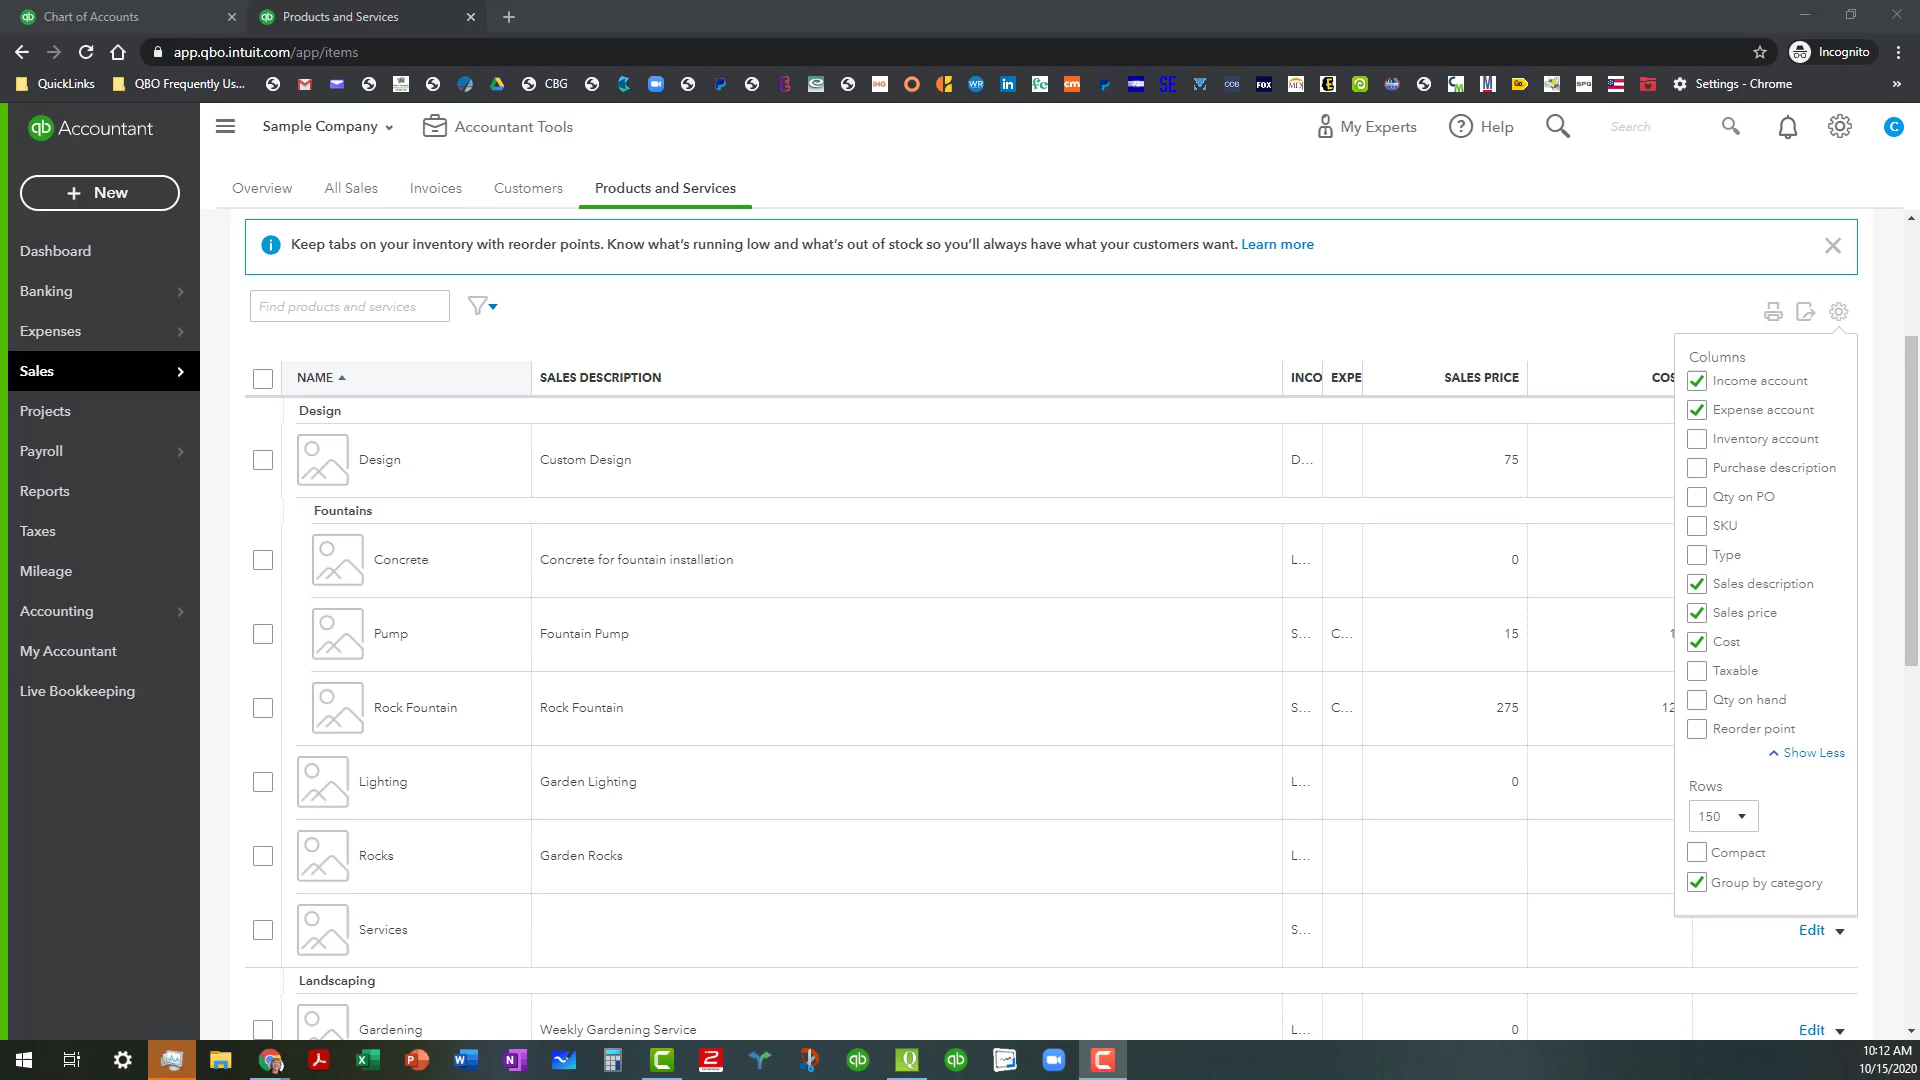 Chart of Accounts
Products and Services
app.qbo.intuit.com/app/items
Incognito
QuickLinks
QBO Frequently Us...
CBG
Settings - Chrome
qb Accountant
Sample Company
Accountant Tools
My Experts
Help
Search
C
+ New
Overview
All Sales
Invoices
Customers
Products and Services
Dashboard
Banking
Expenses
Sales
Projects
Payroll
Reports
Taxes
Mileage
Accounting
My Accountant
Live Bookkeeping
Keep tabs on your inventory with reorder points. Know what's running low and what's out of stock so you'll always have what your customers want. Learn more
Find products and services
NAME SALES DESCRIPTION INCO EXPE SALES PRICE COS
Design
Design Custom Design D... 75
Fountains
Concrete Concrete for fountain installation L... 0
Pump Fountain Pump S... C... 15 1
Rock Fountain Rock Fountain S... C... 275 12
Lighting Garden Lighting L... 0
Rocks Garden Rocks L...
Services S... Edit
Landscaping
Gardening Weekly Gardening Service L... 0 Edit
Columns
Income account
Expense account
Inventory account
Purchase description
Qty on PO
SKU
Type
Sales description
Sales price
Cost
Taxable
Qty on hand
Reorder point
Show Less
Rows
150
Compact
Group by category
10:12 AM
10/15/2020